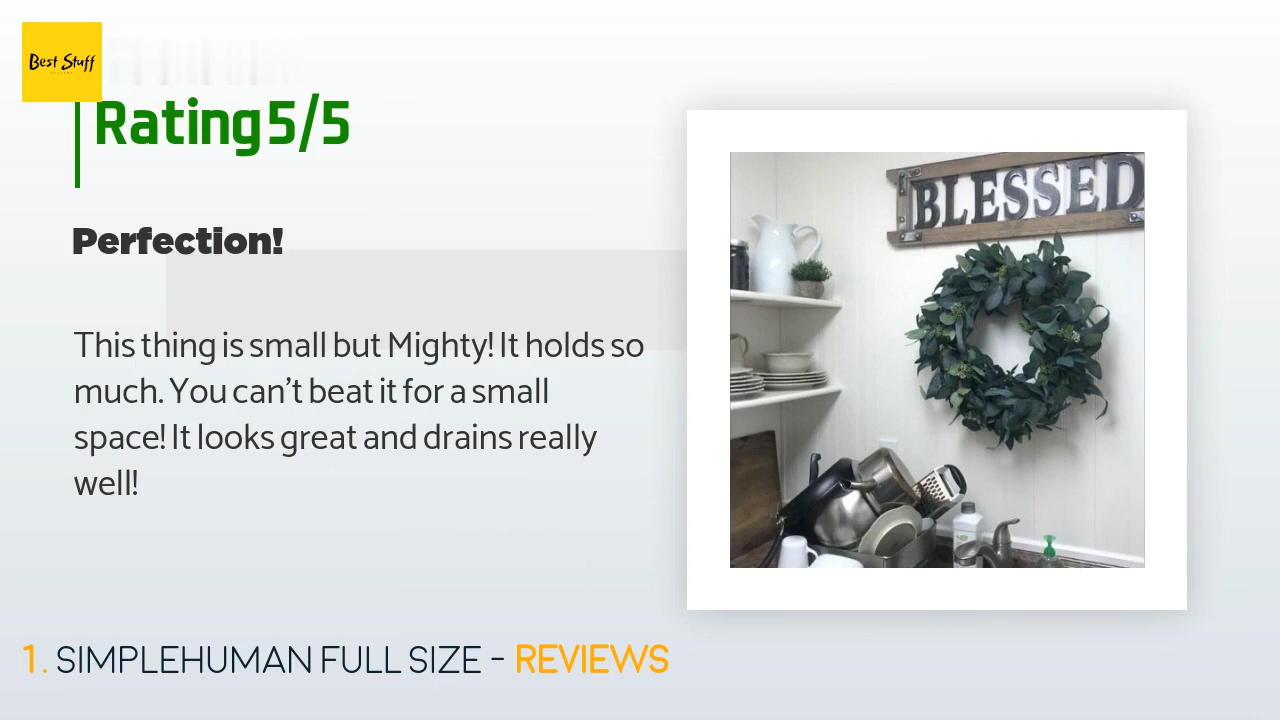 Best Stuff
Rating 5/5
Perfection!
This thing is small but Mighty! It holds so
much. You can't beat it for a small
space! It looks great and drains really
well!
BLESSED
1. SIMPLEHUMAN FULL SIZE - REVIEWS